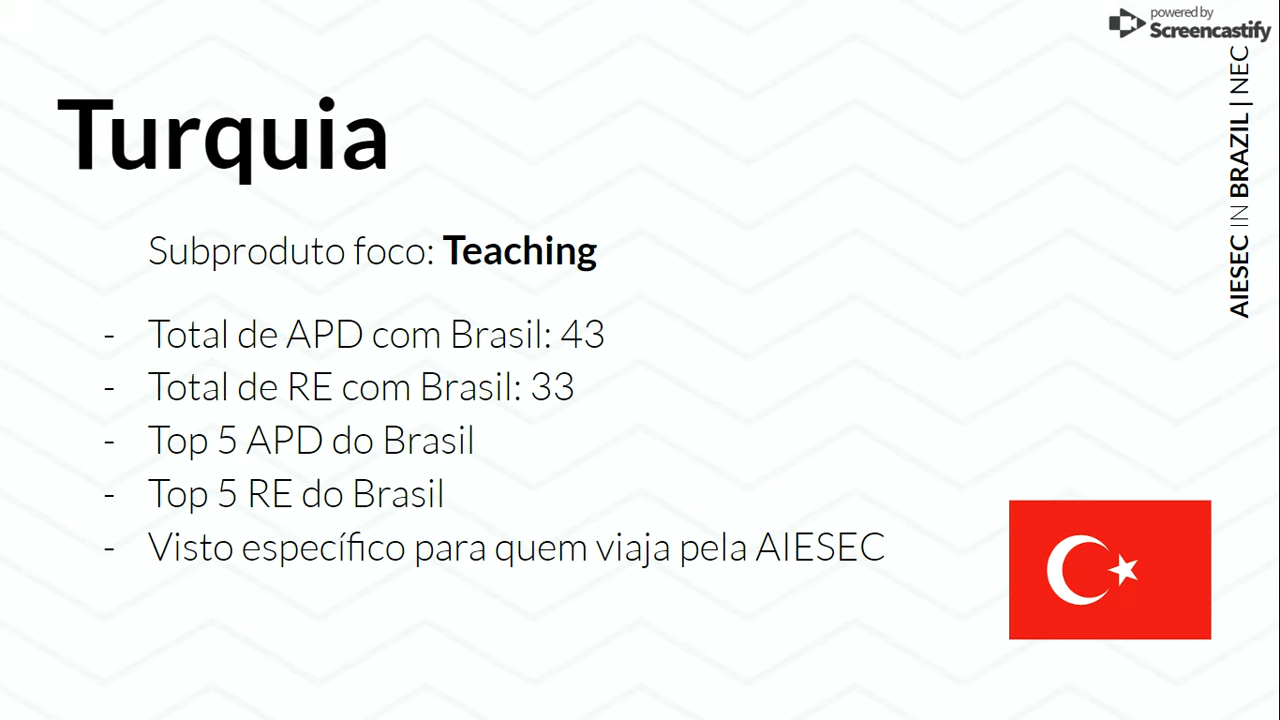 powered by
Screencastify
AIESEC IN BRAZIL | NEC
Turquia
Subproduto foco: Teaching
- Total de APD com Brasil: 43
- Total de RE com Brasil: 33
- Top 5 APD do Brasil
- Top 5 RE do Brasil
- Visto específico para quem viaja pela AIESEC